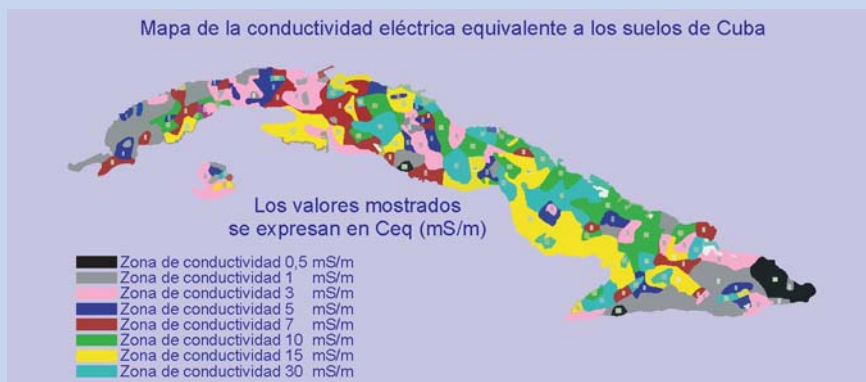 Mapa de la conductividad eléctrica equivalente a los suelos de Cuba
Los valores mostrados
se expresan en Ceq (mS/m)
Zona de conductividad 0,5 mS/m
Zona de conductividad 1 mS/m
Zona de conductividad 3 mS/m
Zona de conductividad 5 mS/m
Zona de conductividad 7 mS/m
Zona de conductividad 10 mS/m
Zona de conductividad 15 mS/m
Zona de conductividad 30 mS/m